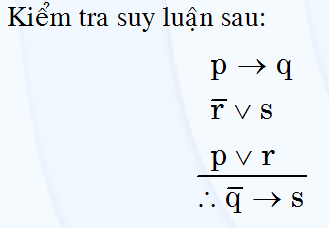 Kiểm tra suy luận sau:
p → q
r̅ ∨ s
p ∨ r
∴ q̅ → s